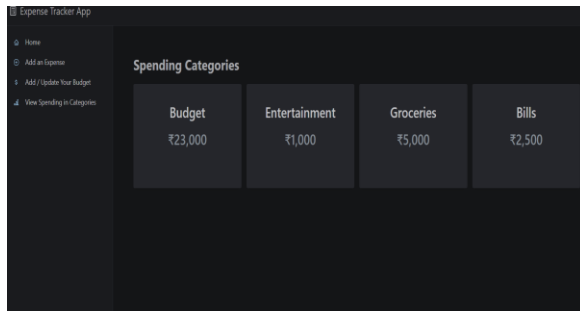 Expense Tracker App
Home
Add an Expense
Add / Update Your Budget
View Spending in Categories
Spending Categories
Budget
₹23,000
Entertainment
₹1,000
Groceries
₹5,000
Bills
₹2,500